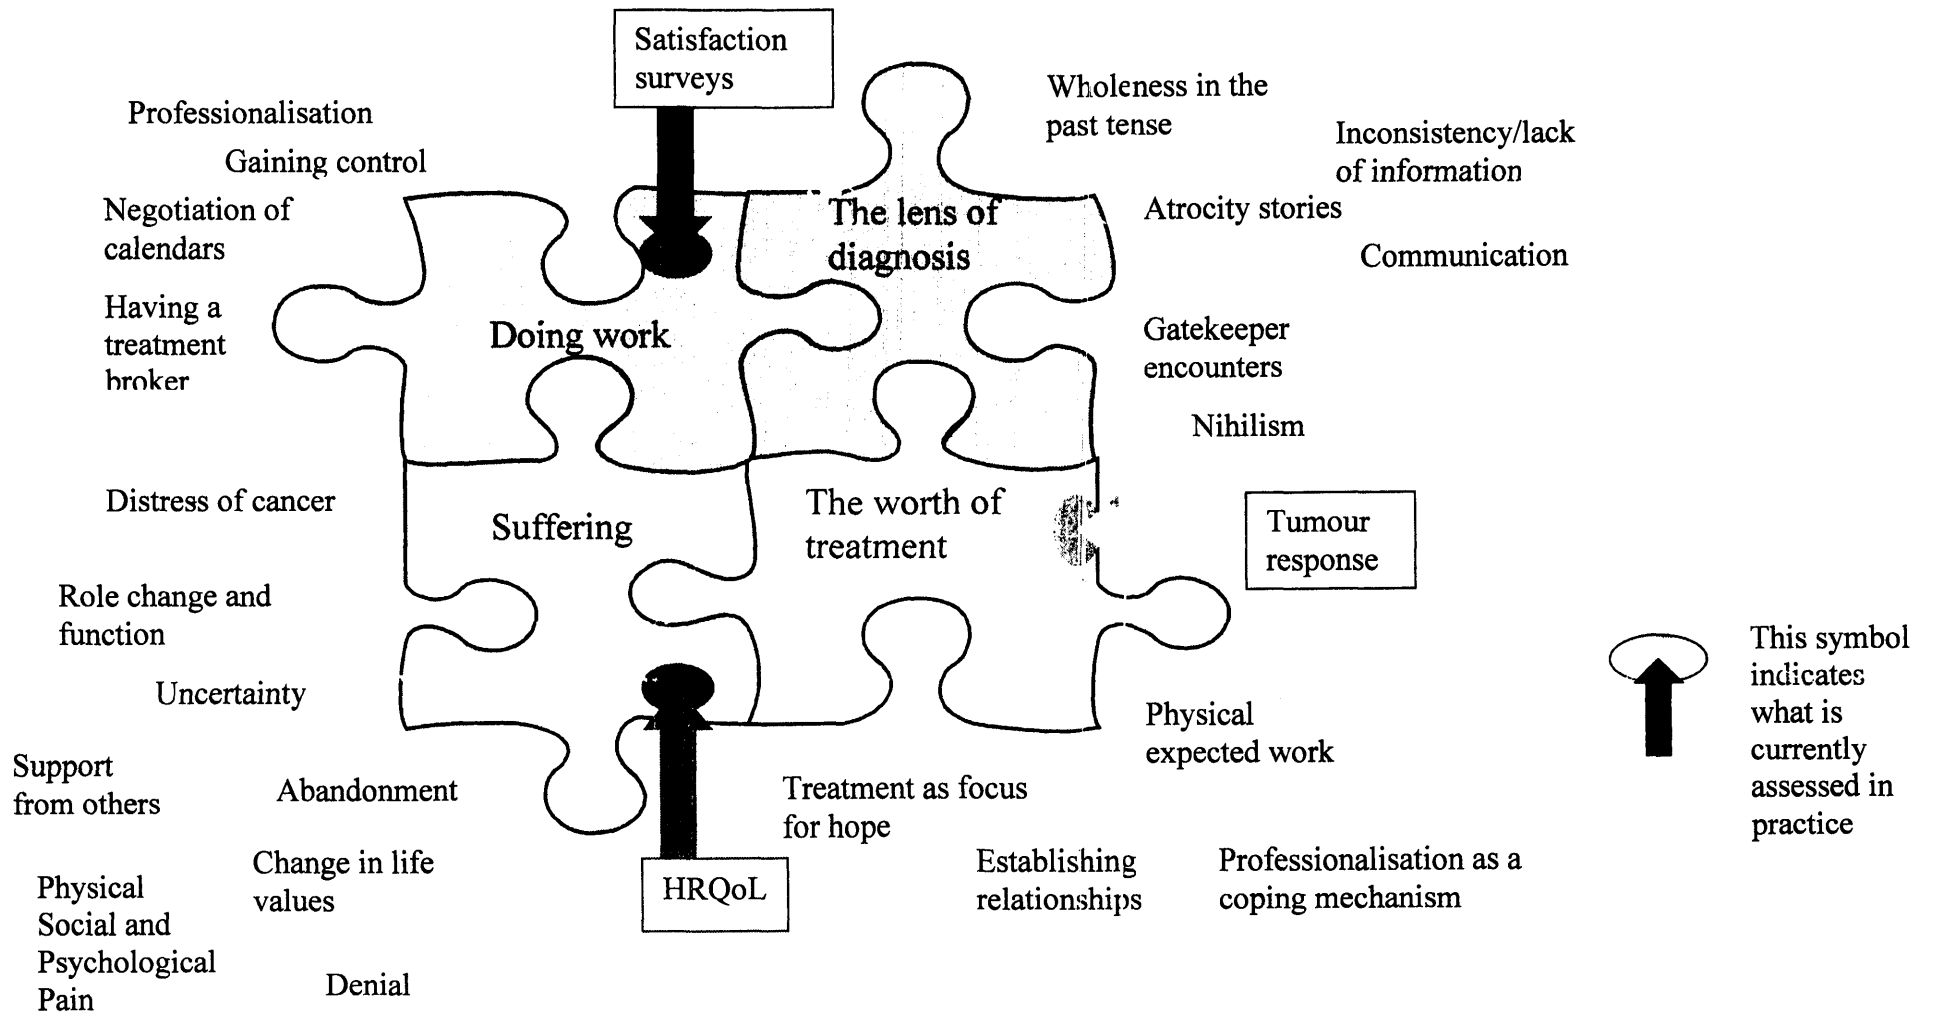 Satisfaction
surveys
Professionalisation
Gaining control
Negotiation of
calendars
Having a
treatment
broker
Doing work
The lens of
diagnosis
Wholeness in the
past tense
Inconsistency/lack
of information
Atrocity stories
Communication
Gatekeeper
encounters
Nihilism
Distress of cancer
Suffering
Role change and
function
Uncertainty
Support
from others
Abandonment
Change in life
values
Physical
Social and
Psychological
Pain
Denial
HRQoL
The worth of
treatment
Tumour
response
Physical
expected work
Treatment as focus
for hope
Establishing
relationships
Professionalisation as a
coping mechanism
This symbol
indicates
what is
currently
assessed in
practice